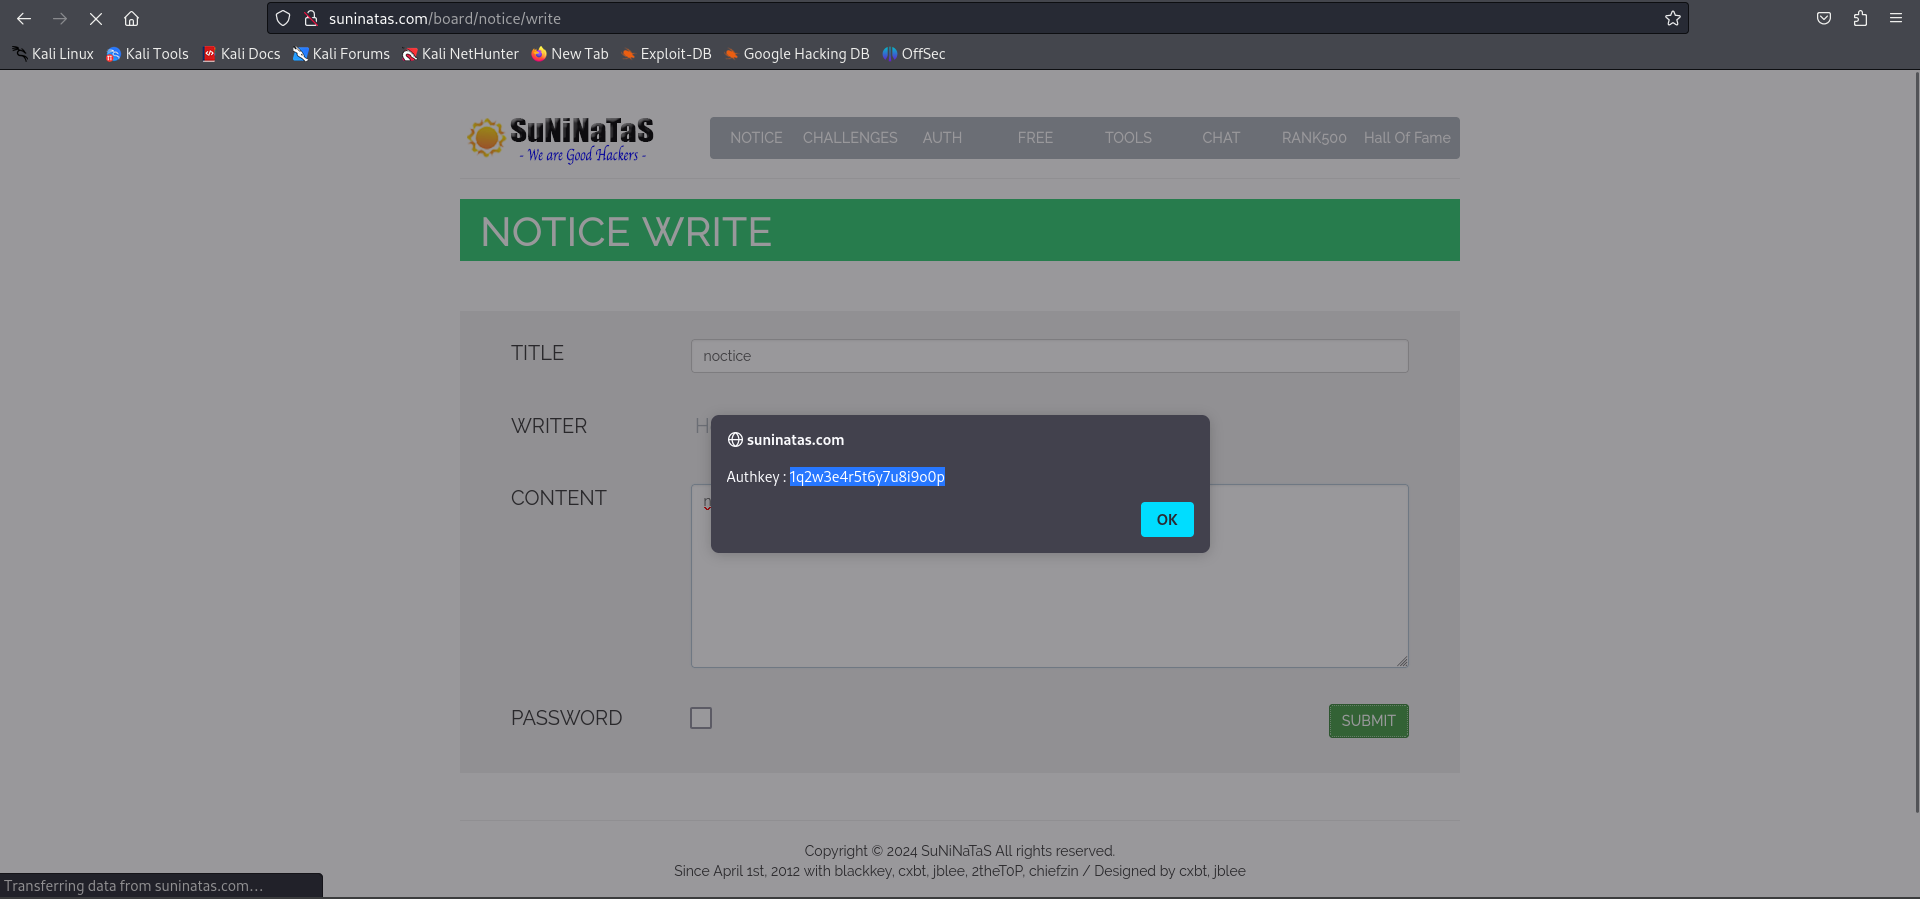 suninatas.com/board/notice/write
Kali Linux Kali Tools Kali Docs Kali Forums Kali NetHunter New Tab Exploit-DB Google Hacking DB OffSec
SuNiNaTaS
- We are Good Hackers -
NOTICE CHALLENGES AUTH FREE TOOLS CHAT RANK500 Hall Of Fame
NOTICE WRITE
TITLE noctice
WRITER
suninatas.com
Authkey : 1q2w3e4r5t6y7u8i9o0p
CONTENT
OK
PASSWORD SUBMIT
Copyright © 2024 SuNiNaTaS All rights reserved.
Since April 1st, 2012 with blackkey, cxbt, jblee, 2theT0P, chiefzin / Designed by cxbt, jblee
Transferring data from suninatas.com…